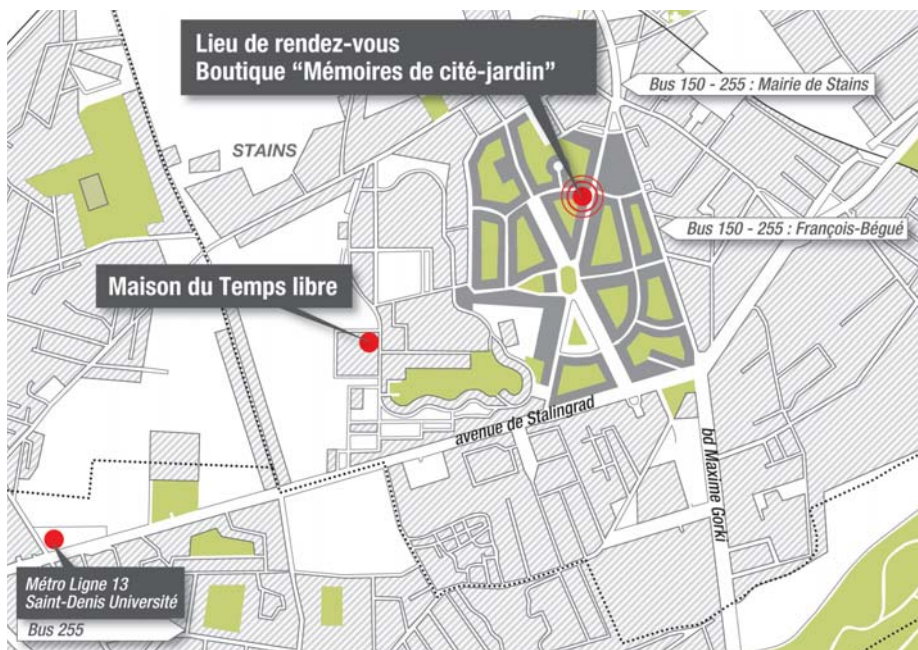 Lieu de rendez-vous
Boutique “Mémoires de cité-jardin”
Bus 150 - 255 : Mairie de Stains
STAINS
Bus 150 - 255 : François-Bégué
Maison du Temps libre
avenue de Stalingrad
bd Maxime Gorki
Métro Ligne 13
Saint-Denis Université
Bus 255